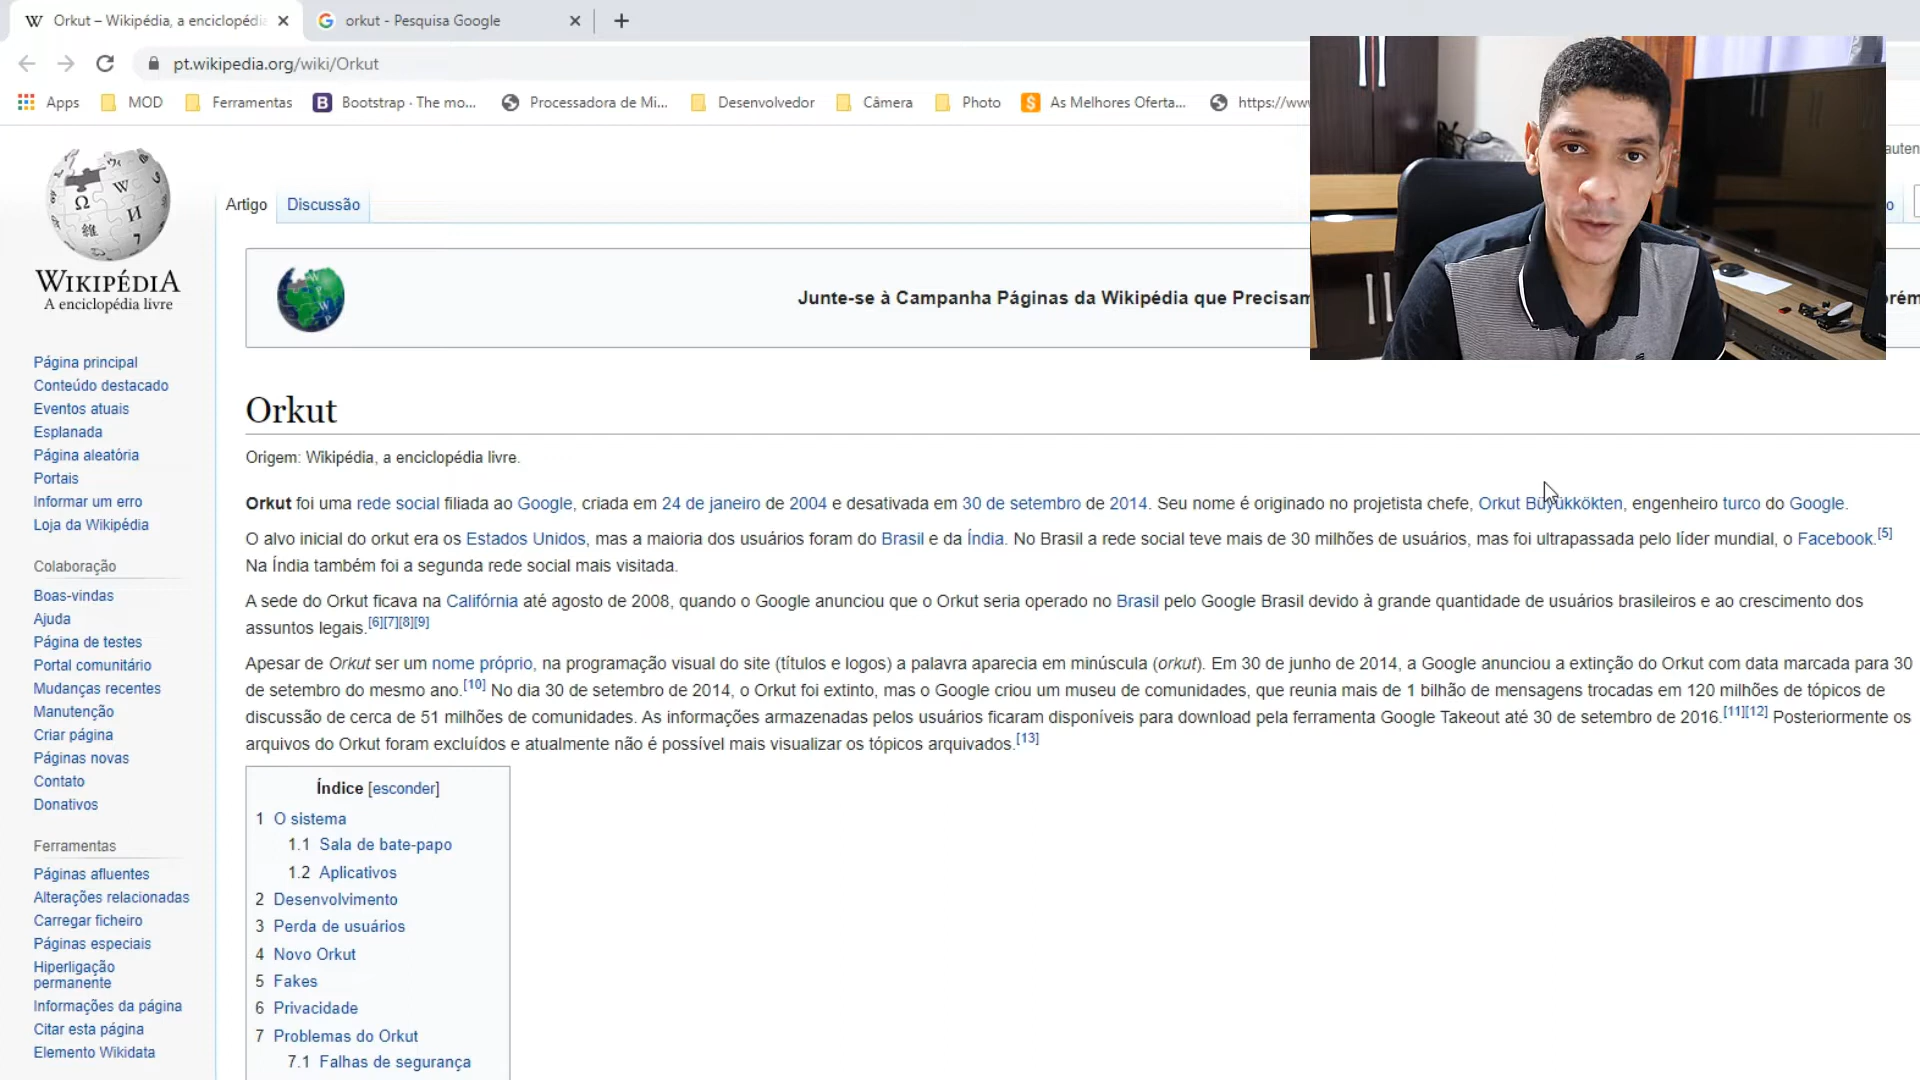 Orkut – Wikipédia, a enciclopédia
orkut - Pesquisa Google
pt.wikipedia.org/wiki/Orkut
Apps
MOD
Ferramentas
Bootstrap · The mo...
Processadora de Mi...
Desenvolvedor
Câmera
Photo
As Melhores Oferta...
https://www
WIKIPÉDIA
A enciclopédia livre
Artigo
Discussão
Junte-se à Campanha Páginas da Wikipédia que Precisam
Orkut
Origem: Wikipédia, a enciclopédia livre.
Orkut foi uma rede social filiada ao Google, criada em 24 de janeiro de 2004 e desativada em 30 de setembro de 2014. Seu nome é originado no projetista chefe, Orkut Büyükkökten, engenheiro turco do Google.
O alvo inicial do orkut era os Estados Unidos, mas a maioria dos usuários foram do Brasil e da Índia. No Brasil a rede social teve mais de 30 milhões de usuários, mas foi ultrapassada pelo líder mundial, o Facebook.[5]
Na Índia também foi a segunda rede social mais visitada.
A sede do Orkut ficava na Califórnia até agosto de 2008, quando o Google anunciou que o Orkut seria operado no Brasil pelo Google Brasil devido à grande quantidade de usuários brasileiros e ao crescimento dos
assuntos legais.[6][7][8][9]
Apesar de Orkut ser um nome próprio, na programação visual do site (títulos e logos) a palavra aparecia em minúscula (orkut). Em 30 de junho de 2014, a Google anunciou a extinção do Orkut com data marcada para 30
de setembro do mesmo ano.[10] No dia 30 de setembro de 2014, o Orkut foi extinto, mas o Google criou um museu de comunidades, que reunia mais de 1 bilhão de mensagens trocadas em 120 milhões de tópicos de
discussão de cerca de 51 milhões de comunidades. As informações armazenadas pelos usuários ficaram disponíveis para download pela ferramenta Google Takeout até 30 de setembro de 2016.[11][12] Posteriormente os
arquivos do Orkut foram excluídos e atualmente não é possível mais visualizar os tópicos arquivados.[13]
Índice [esconder]
1 O sistema
1.1 Sala de bate-papo
1.2 Aplicativos
2 Desenvolvimento
3 Perda de usuários
4 Novo Orkut
5 Fakes
6 Privacidade
7 Problemas do Orkut
7.1 Falhas de segurança
Página principal
Conteúdo destacado
Eventos atuais
Esplanada
Página aleatória
Portais
Informar um erro
Loja da Wikipédia
Colaboração
Boas-vindas
Ajuda
Página de testes
Portal comunitário
Mudanças recentes
Manutenção
Criar página
Páginas novas
Contato
Donativos
Ferramentas
Páginas afluentes
Alterações relacionadas
Carregar ficheiro
Páginas especiais
Hiperligação
permanente
Informações da página
Citar esta página
Elemento Wikidata